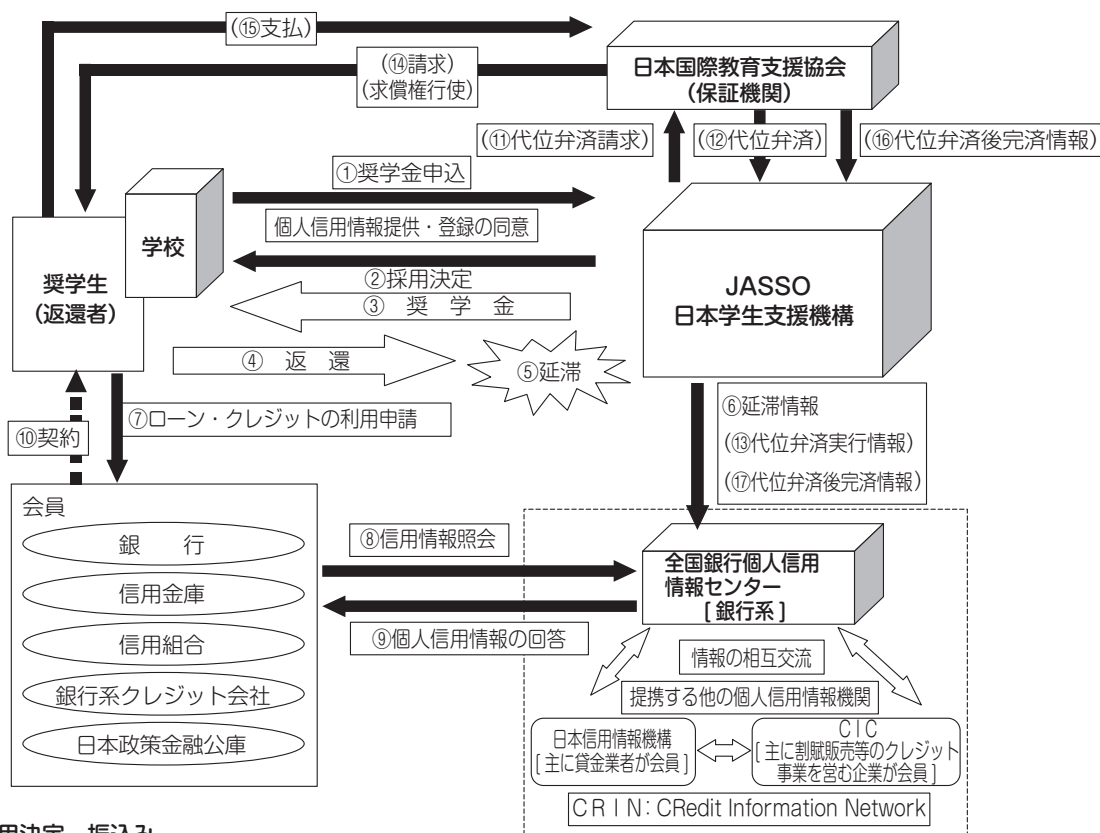 (⑮支払)
(⑭請求)
(求償権行使)
日本国際教育支援協会
(保証機関)
(⑪代位弁済請求)
(⑫代位弁済)
(⑯代位弁済後完済情報)
①奨学金申込
個人信用情報提供・登録の同意
学校
奨学生
(返還者)
②採用決定
③ 奨 学 金
JASSO
日本学生支援機構
④ 返 還
⑤延滞
⑦ローン・クレジットの利用申請
⑩契約
⑥延滞情報
(⑬代位弁済実行情報)
(⑰代位弁済後完済情報)
会員
銀 行
信用金庫
信用組合
銀行系クレジット会社
日本政策金融公庫
⑧信用情報照会
⑨個人信用情報の回答
全国銀行個人信用
情報センター
[銀行系]
情報の相互交流
提携する他の個人信用情報機関
日本信用情報機構
[主に貸金業者が会員]
CIC
[主に割賦販売等のクレジット
事業を営む企業が会員]
CRIN: CRedit Information Network